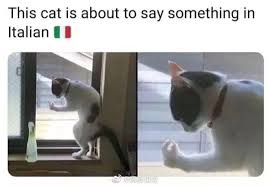 This cat is about to say something in
Italian 🇮🇹